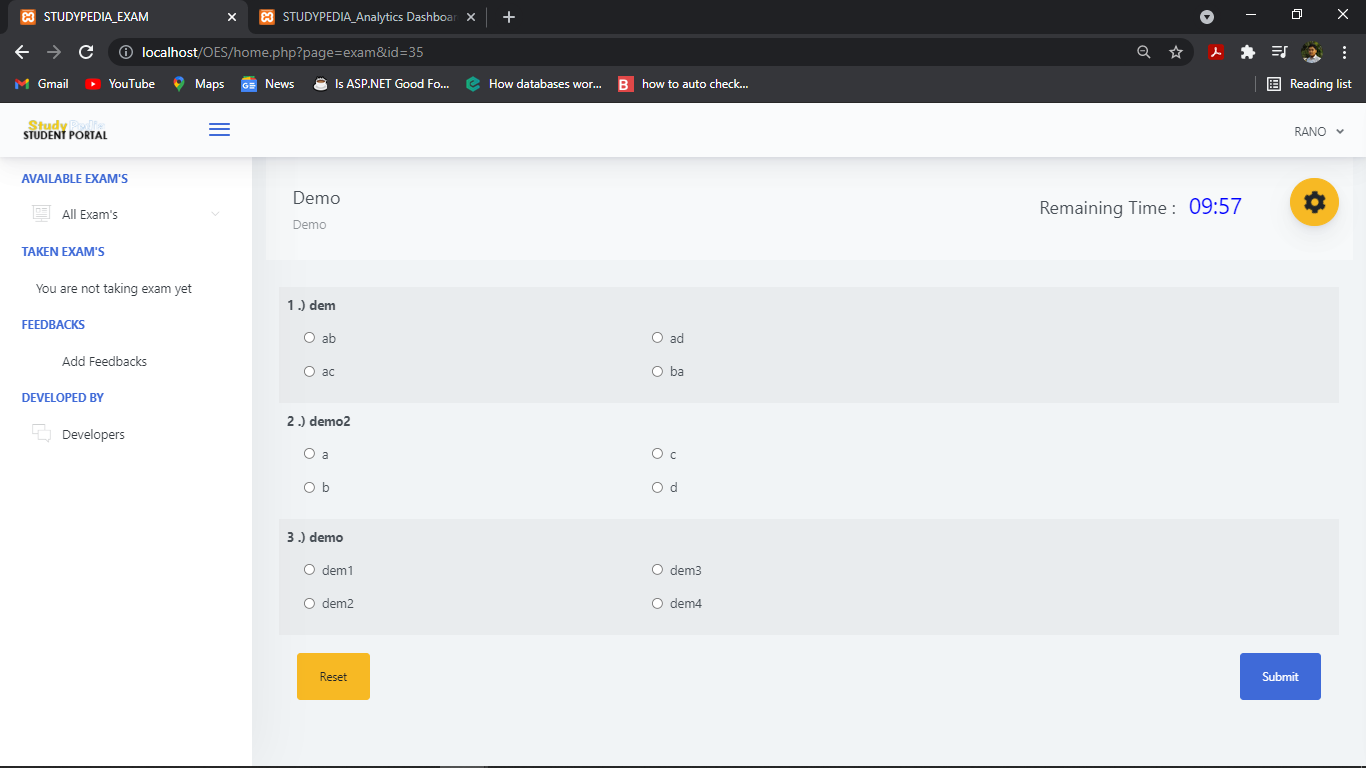 STUDYPEDIA_EXAM
STUDYPEDIA_Analytics Dashboar
localhost/OES/home.php?page=exam&id=35
Gmail YouTube Maps News Is ASP.NET Good Fo... How databases wor... how to auto check... Reading list
StudyPedia
STUDENT PORTAL
RANO
AVAILABLE EXAM'S
All Exam's
TAKEN EXAM'S
You are not taking exam yet
FEEDBACKS
Add Feedbacks
DEVELOPED BY
Developers
Demo
Demo
Remaining Time : 09:57
1 .) dem
ab ad
ac ba
2 .) demo2
a c
b d
3 .) demo
dem1 dem3
dem2 dem4
Reset Submit